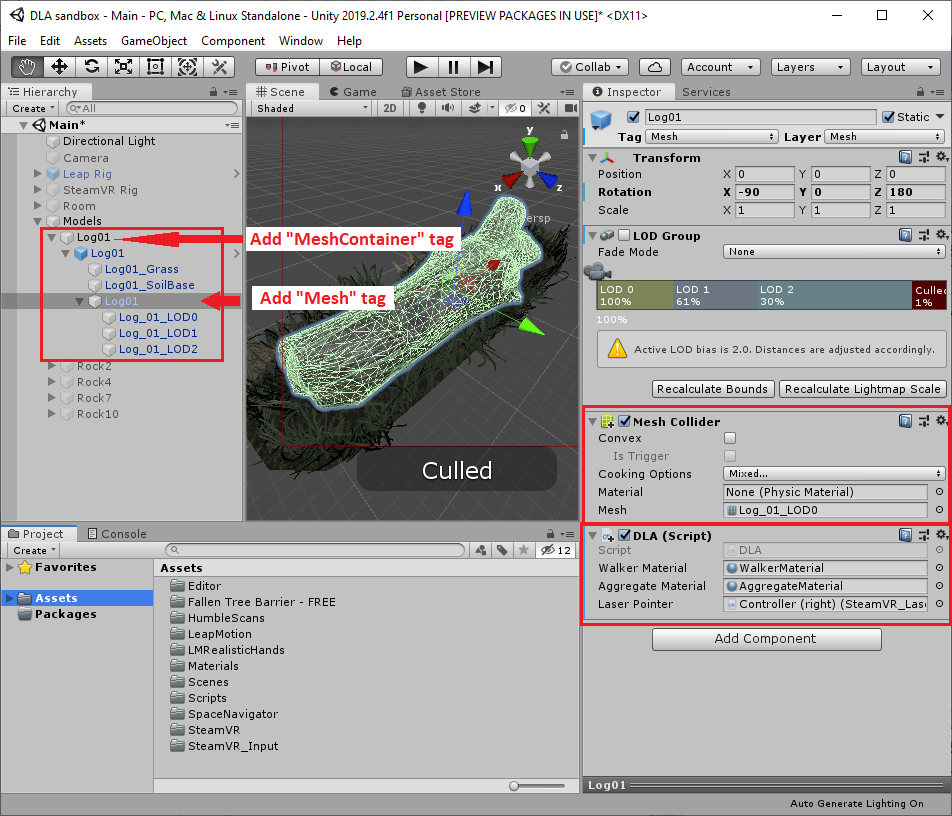 DLA sandbox - Main - PC, Mac & Linux Standalone - Unity 2019.2.4f1 Personal [PREVIEW PACKAGES IN USE]* <DX11>
File Edit Assets GameObject Component Window Help
Pivot Local Collab Account Layers Layout
Hierarchy
Create All
Main*
Directional Light
Camera
Leap Rig
SteamVR Rig
Room
Models
Log01
Log01
Log01_Grass
Log01_SoilBase
Log01
Log_01_LOD0
Log_01_LOD1
Log_01_LOD2
Rock2
Rock4
Rock7
Rock10
Scene Game Asset Store
Shaded 2D 0
y
x z
Persp
Add "MeshContainer" tag
Add "Mesh" tag
Culled
Inspector Services
Log01 Static
Tag Mesh Layer Mesh
Transform
Position X 0 Y 0 Z 0
Rotation X -90 Y 0 Z 180
Scale X 1 Y 1 Z 1
LOD Group
Fade Mode None
LOD 0 LOD 1 LOD 2 Culled
100% 61% 30% 1%
100%
Active LOD bias is 2.0. Distances are adjusted accordingly.
Recalculate Bounds Recalculate Lightmap Scale
Mesh Collider
Convex
Is Trigger
Cooking Options Mixed...
Material None (Physic Material)
Mesh Log_01_LOD0
DLA (Script)
Script DLA
Walker Material WalkerMaterial
Aggregate Material AggregateMaterial
Laser Pointer Controller (right) (SteamVR_Lase
Add Component
Log01
Project Console
Create 12
Favorites
Assets
Packages
Assets
Editor
Fallen Tree Barrier - FREE
HumbleScans
LeapMotion
LMRealisticHands
Materials
Scenes
Scripts
SpaceNavigator
SteamVR
SteamVR_Input
Auto Generate Lighting On